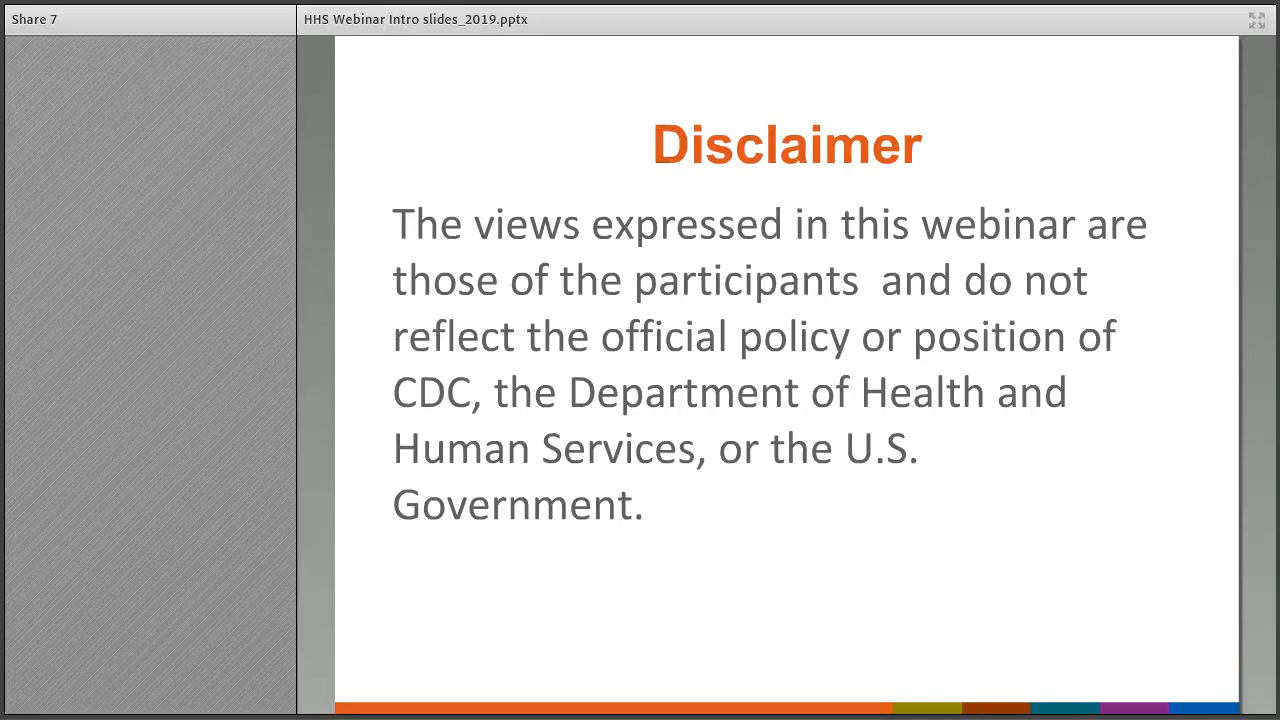 Share 7
HHS Webinar Intro slides_2019.pptx
Disclaimer
The views expressed in this webinar are
those of the participants  and do not
reflect the official policy or position of
CDC, the Department of Health and
Human Services, or the U.S.
Government.